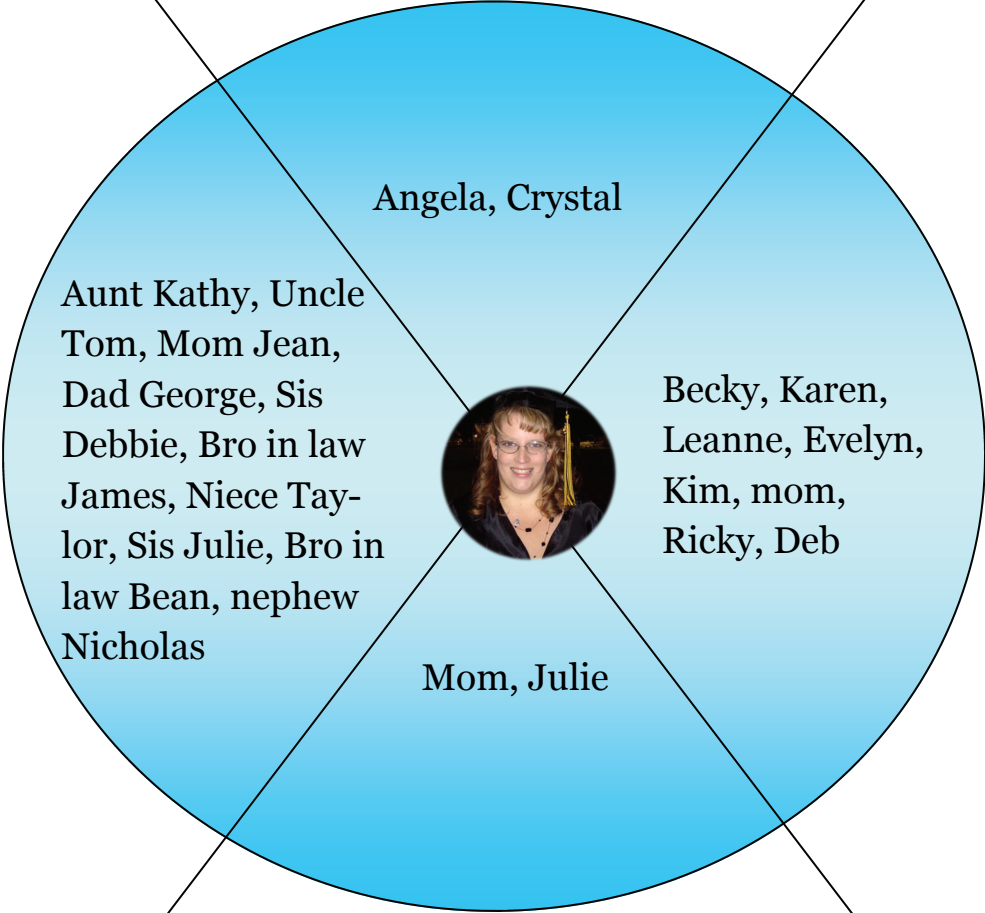 Angela, Crystal
Aunt Kathy, Uncle
Tom, Mom Jean,
Dad George, Sis
Debbie, Bro in law
James, Niece Tay-
lor, Sis Julie, Bro in
law Bean, nephew
Nicholas
Becky, Karen,
Leanne, Evelyn,
Kim, mom,
Ricky, Deb
Mom, Julie